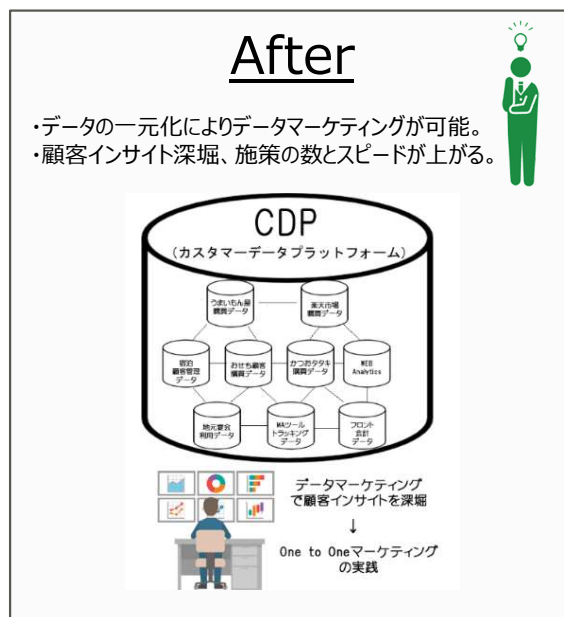 After
・データの一元化によりデータマーケティングが可能。
・顧客インサイト深堀、施策の数とスピードが上がる。
CDP
(カスタマーデータプラットフォーム)
うまいもん屋
購買データ
楽天市場
購買データ
宿泊
顧客管理
データ
おせち顧客
購買データ
かつおタタキ
購買データ
WEB
Analytics
地元宴会
利用データ
MAツール
トラッキング
データ
フロント
会計
データ
データマーケティング
で顧客インサイトを深堀
↓
One to Oneマーケティング
の実践